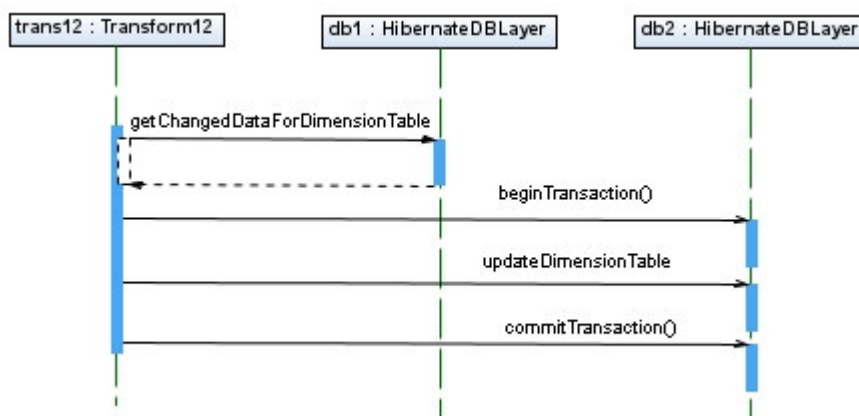 trans12 : Transform12
db1 : HibernateDBLayer
db2 : HibernateDBLayer
getChangedDataForDimensionTable
beginTransaction()
updateDimensionTable
commitTransaction()